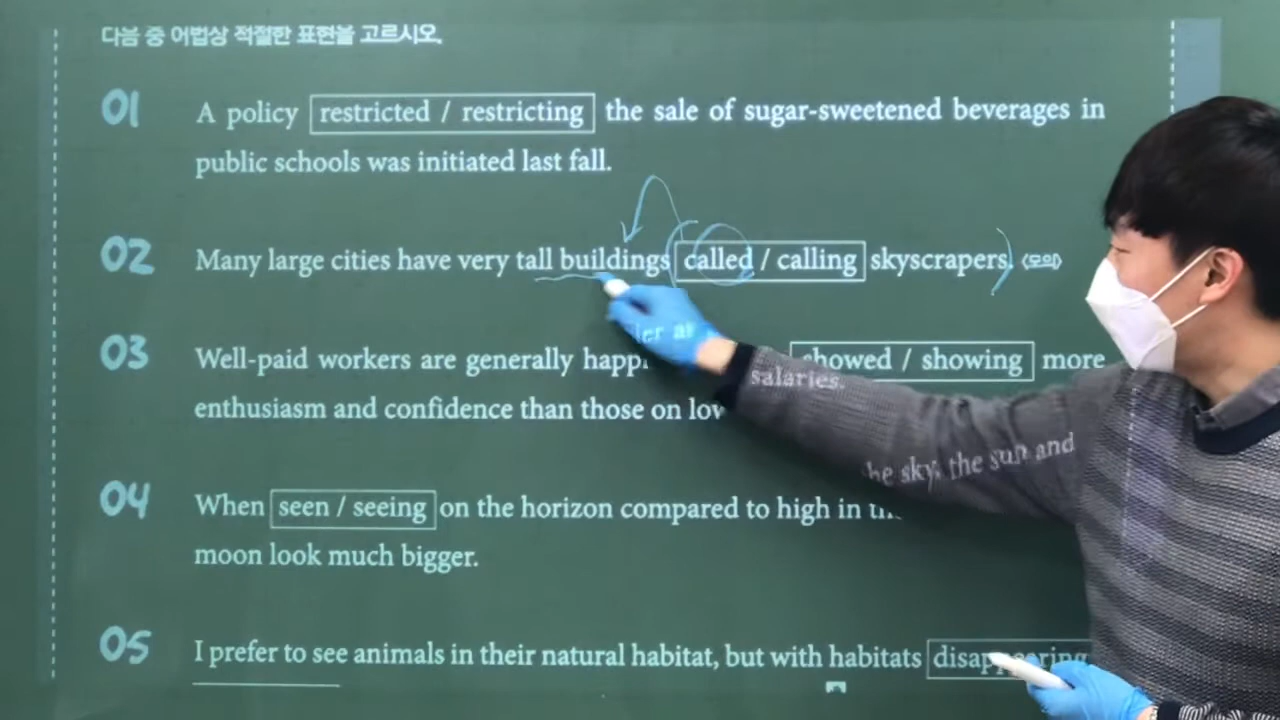 다음 중 어법상 적절한 표현을 고르시오.
01 A policy restricted / restricting the sale of sugar-sweetened beverages in
public schools was initiated last fall.
02 Many large cities have very tall buildings called / calling skyscrapers. <모의>
03 Well-paid workers are generally showed / showing more
salaries.
enthusiasm and confidence than those on
he sky, the sun and
04 When seen / seeing on the horizon compared to high in
moon look much bigger.
05 I prefer to see animals in their natural habitat, but with habitats disappearing